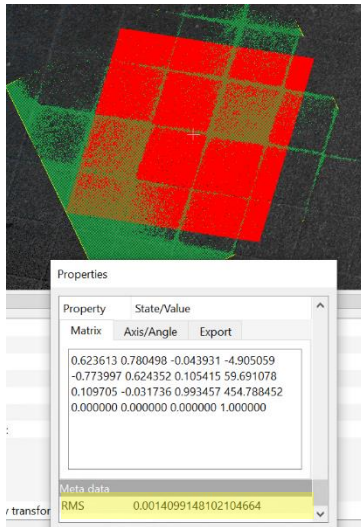 Properties
Property State/Value
Matrix Axis/Angle Export
0.623613 0.780498 -0.043931 -4.905059
-0.773997 0.624352 0.105415 59.691078
0.109705 -0.031736 0.993457 454.788452
0.000000 0.000000 0.000000 1.000000
:
Meta data
RMS 0.0014099148102104664
y transfor